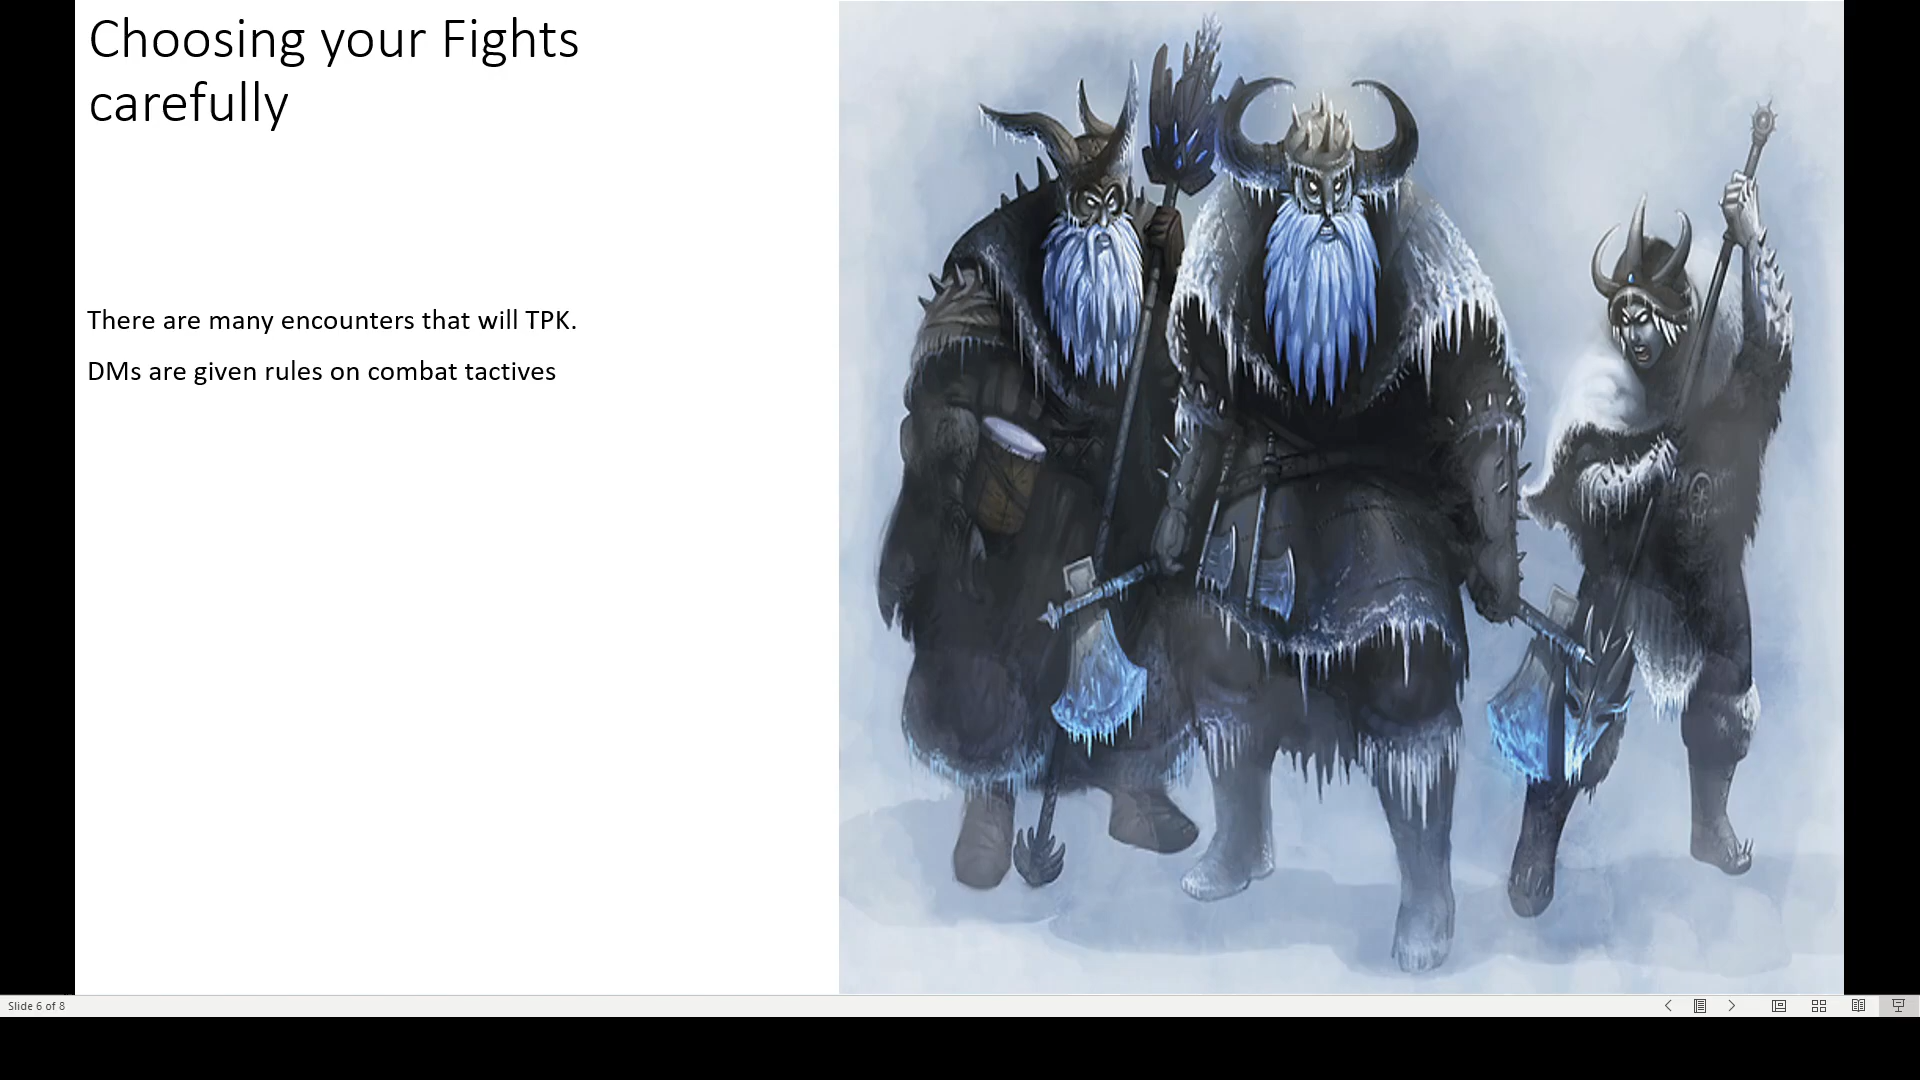 Choosing your Fights
carefully
There are many encounters that will TPK.
DMs are given rules on combat tactives
Slide 6 of 8